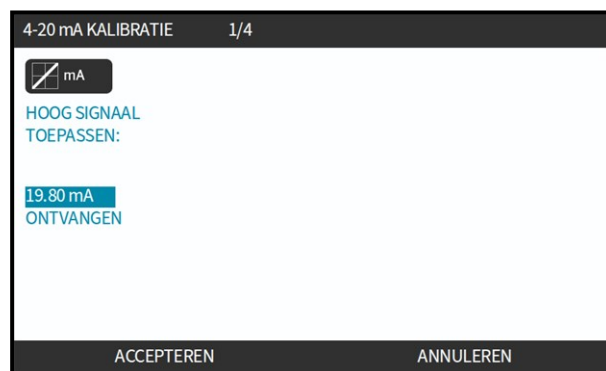 4-20 mA KALIBRATIE 1/4
mA
HOOG SIGNAAL
TOEPASSEN:
19.80 mA
ONTVANGEN
ACCEPTEREN ANNULEREN